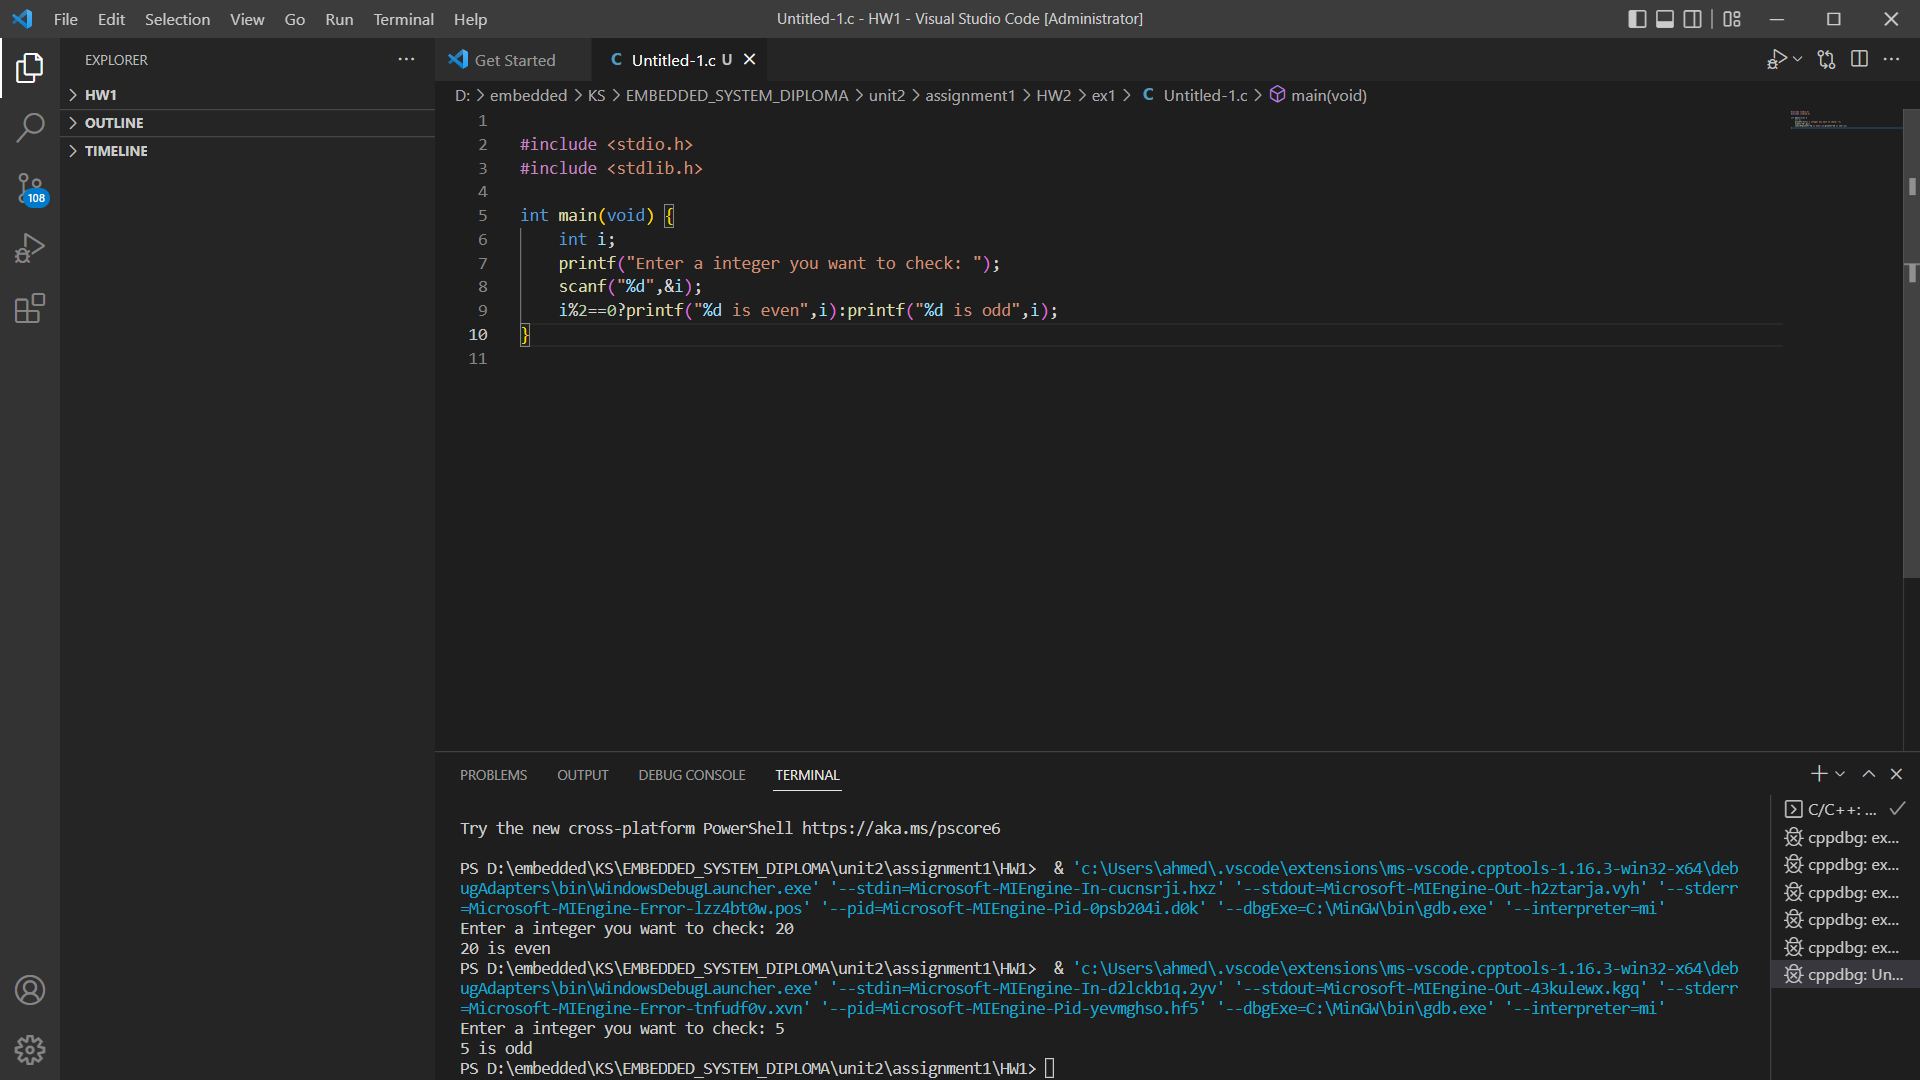 File Edit Selection View Go Run Terminal Help Untitled-1.c - HW1 - Visual Studio Code [Administrator]
EXPLORER ...
HW1
OUTLINE
TIMELINE
108
Get Started C Untitled-1.c U
D: > embedded > KS > EMBEDDED_SYSTEM_DIPLOMA > unit2 > assignment1 > HW2 > ex1 > C Untitled-1.c > main(void)
1
2 #include <stdio.h>
3 #include <stdlib.h>
4
5 int main(void) {
6     int i;
7     printf("Enter a integer you want to check: ");
8     scanf("%d",&i);
9     i%2==0?printf("%d is even",i):printf("%d is odd",i);
10 }
11
PROBLEMS OUTPUT DEBUG CONSOLE TERMINAL
Try the new cross-platform PowerShell https://aka.ms/pscore6
PS D:\embedded\KS\EMBEDDED_SYSTEM_DIPLOMA\unit2\assignment1\HW1>  & 'c:\Users\ahmed\.vscode\extensions\ms-vscode.cpptools-1.16.3-win32-x64\deb
ugAdapters\bin\WindowsDebugLauncher.exe' '--stdin=Microsoft-MIEngine-In-cucnsrji.hxz' '--stdout=Microsoft-MIEngine-Out-h2ztarja.vyh' '--stderr
=Microsoft-MIEngine-Error-lzz4bt0w.pos' '--pid=Microsoft-MIEngine-Pid-0psb204i.d0k' '--dbgExe=C:\MinGW\bin\gdb.exe' '--interpreter=mi'
Enter a integer you want to check: 20
20 is even
PS D:\embedded\KS\EMBEDDED_SYSTEM_DIPLOMA\unit2\assignment1\HW1>  & 'c:\Users\ahmed\.vscode\extensions\ms-vscode.cpptools-1.16.3-win32-x64\deb
ugAdapters\bin\WindowsDebugLauncher.exe' '--stdin=Microsoft-MIEngine-In-d2lckb1q.2yv' '--stdout=Microsoft-MIEngine-Out-43kulewx.kgq' '--stderr
=Microsoft-MIEngine-Error-tnfudf0v.xvn' '--pid=Microsoft-MIEngine-Pid-yevmghso.hf5' '--dbgExe=C:\MinGW\bin\gdb.exe' '--interpreter=mi'
Enter a integer you want to check: 5
5 is odd
PS D:\embedded\KS\EMBEDDED_SYSTEM_DIPLOMA\unit2\assignment1\HW1>
C/C++: ...
cppdbg: ex...
cppdbg: ex...
cppdbg: ex...
cppdbg: ex...
cppdbg: ex...
cppdbg: Un...